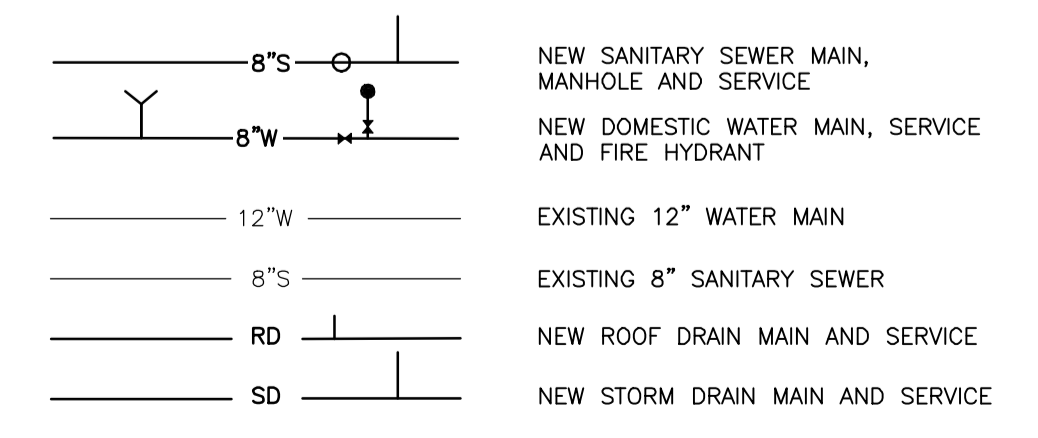 8"S
NEW SANITARY SEWER MAIN,
MANHOLE AND SERVICE
8"W
NEW DOMESTIC WATER MAIN, SERVICE
AND FIRE HYDRANT
12"W
EXISTING 12" WATER MAIN
8"S
EXISTING 8" SANITARY SEWER
RD
NEW ROOF DRAIN MAIN AND SERVICE
SD
NEW STORM DRAIN MAIN AND SERVICE